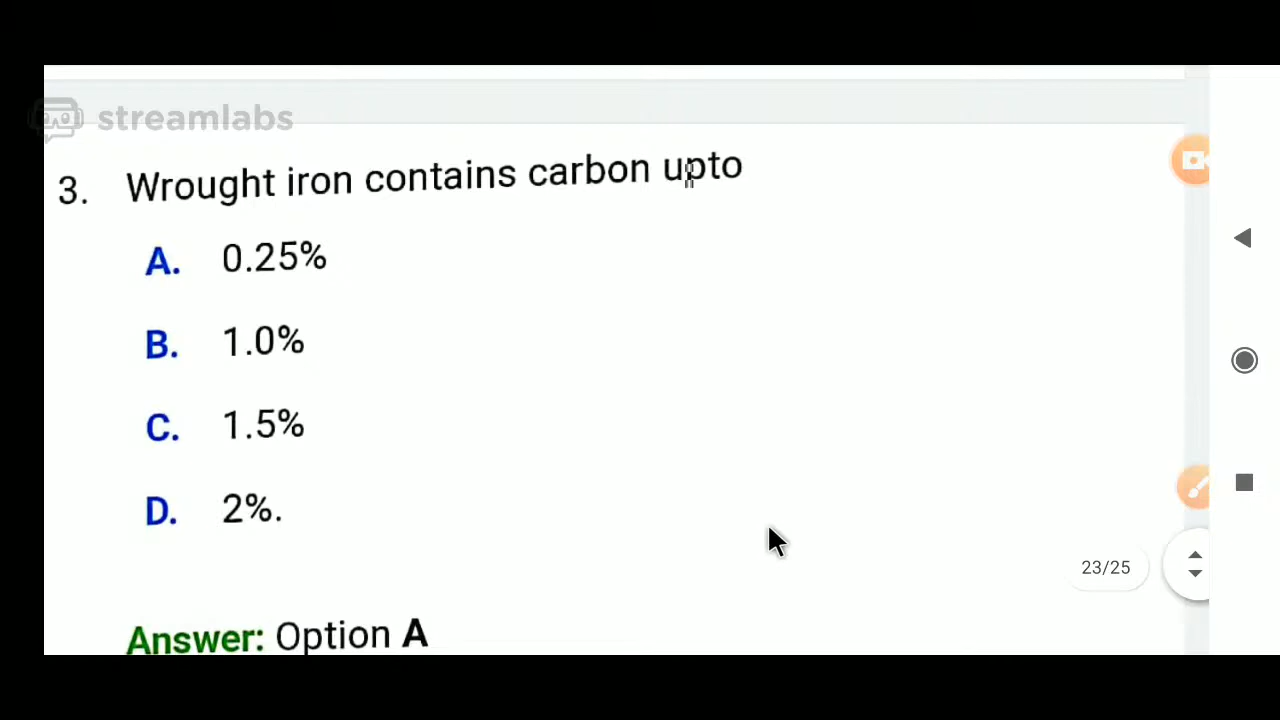 streamlabs
3. Wrought iron contains carbon upto
A. 0.25%
B. 1.0%
C. 1.5%
D. 2%.
23/25
Answer: Option A